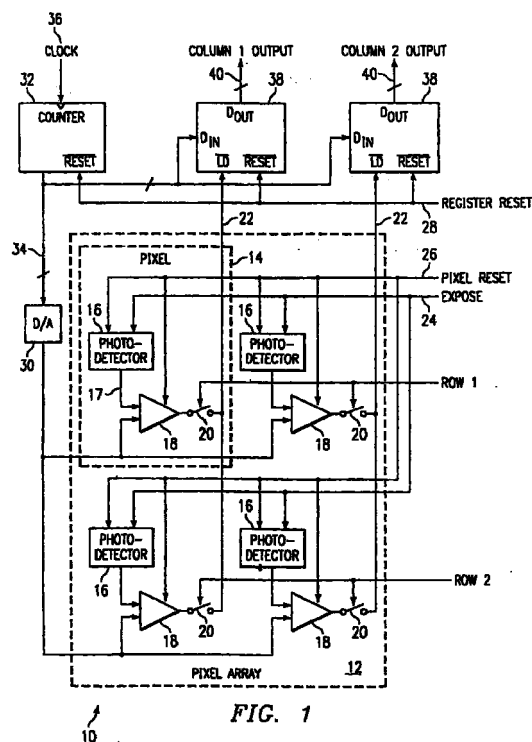 36
CLOCK
COLUMN 1 OUTPUT
COLUMN 2 OUTPUT
32
40
38
40
38
COUNTER
RESET
DOUT
DIN
LD
RESET
DOUT
DIN
LD
RESET
REGISTER RESET
28
22
22
34
PIXEL
14
26
PIXEL RESET
EXPOSE
24
D/A
30
16
PHOTO-
DETECTOR
16
PHOTO-
DETECTOR
17
ROW 1
18
20
18
20
PHOTO-
DETECTOR
16
16
PHOTO-
DETECTOR
ROW 2
18
20
18
20
PIXEL ARRAY
12
10
FIG. 1